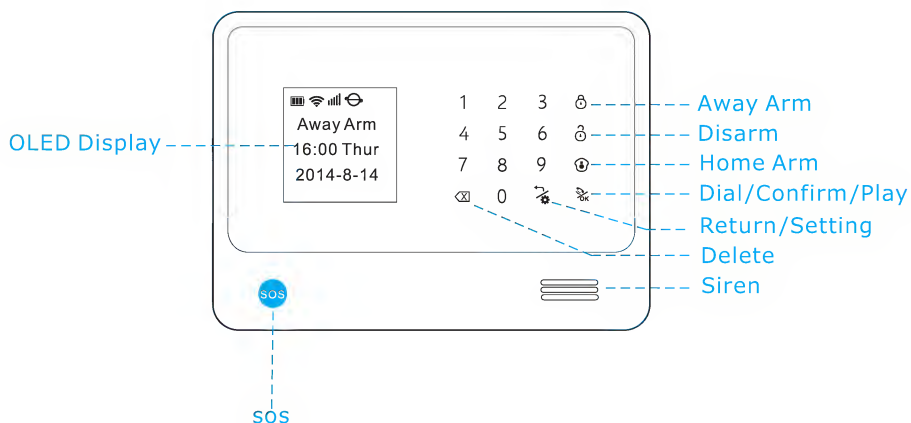 OLED Display
Away Arm
16:00 Thur
2014-8-14
1 2 3
4 5 6
7 8 9
0
OK
Away Arm
Disarm
Home Arm
Dial/Confirm/Play
Return/Setting
Delete
Siren
SOS
sos